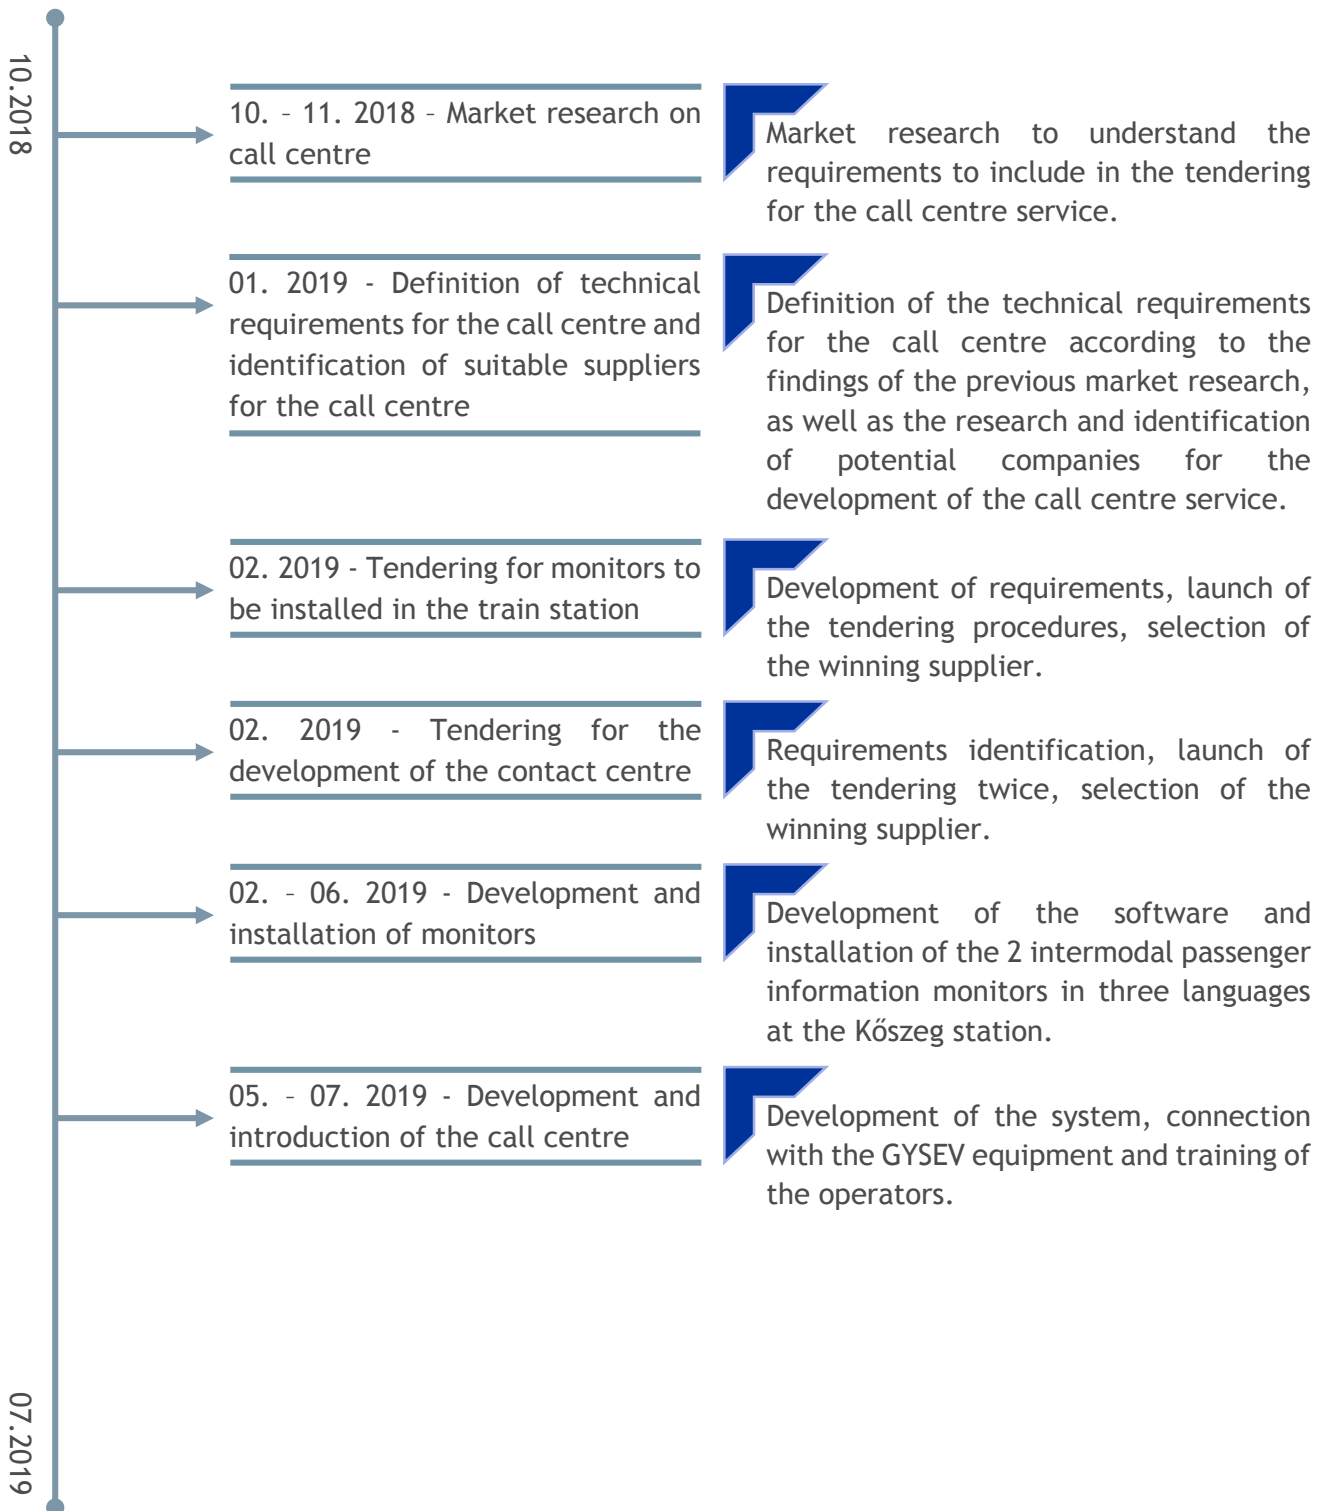 10.2018
10. – 11. 2018 – Market research on
call centre
Market research to understand the
requirements to include in the tendering
for the call centre service.
01. 2019 - Definition of technical
requirements for the call centre and
identification of suitable suppliers
for the call centre
Definition of the technical requirements
for the call centre according to the
findings of the previous market research,
as well as the research and identification
of potential companies for the
development of the call centre service.
02. 2019 - Tendering for monitors to
be installed in the train station
Development of requirements, launch of
the tendering procedures, selection of
the winning supplier.
02. 2019 - Tendering for the
development of the contact centre
Requirements identification, launch of
the tendering twice, selection of the
winning supplier.
02. – 06. 2019 - Development and
installation of monitors
Development of the software and
installation of the 2 intermodal passenger
information monitors in three languages
at the Kőszeg station.
05. – 07. 2019 - Development and
introduction of the call centre
Development of the system, connection
with the GYSEV equipment and training of
the operators.
07.2019